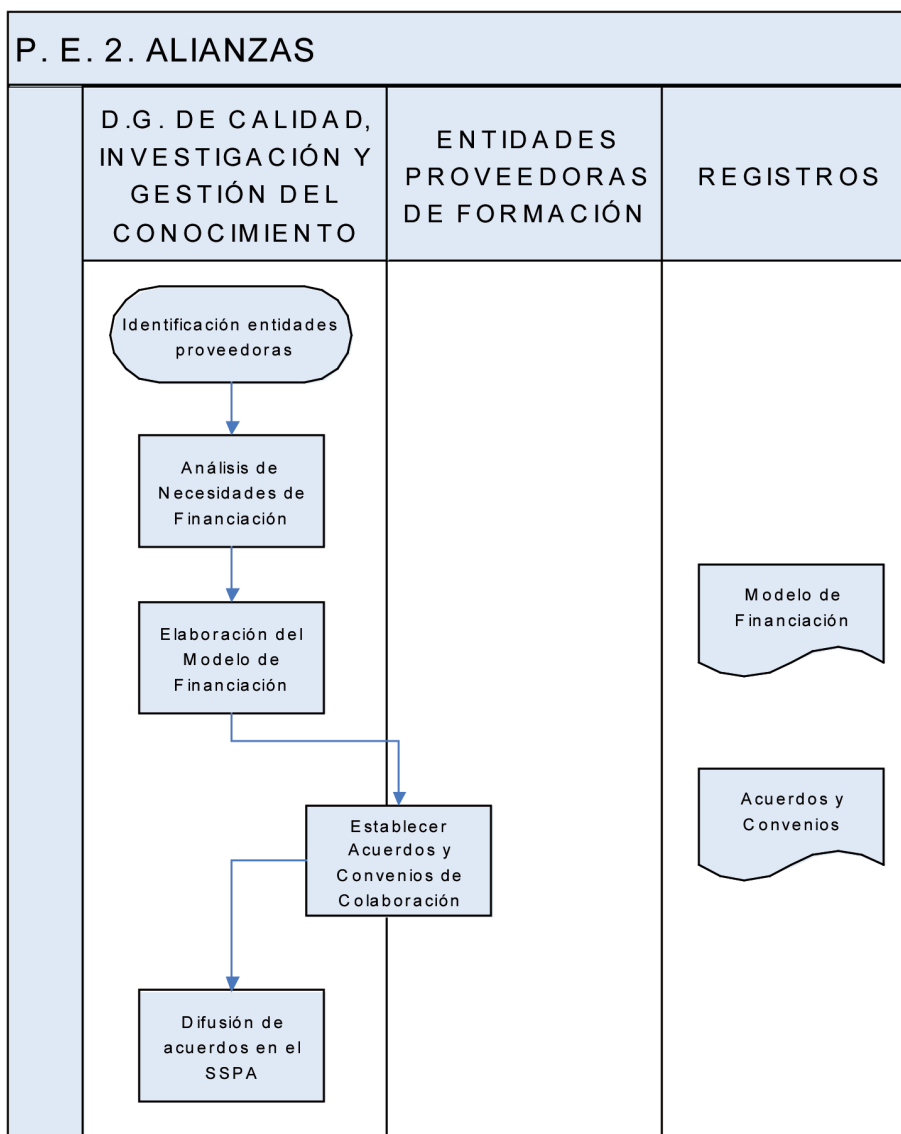 P. E. 2. ALIANZAS
D.G. DE CALIDAD,
INVESTIGACIÓN Y
GESTIÓN DEL
CONOCIMIENTO
ENTIDADES
PROVEEDORAS
DE FORMACIÓN
REGISTROS
Identificación entidades
proveedoras
Análisis de
Necesidades de
Financiación
Elaboración del
Modelo de
Financiación
Modelo de
Financiación
Establecer
Acuerdos y
Convenios de
Colaboración
Acuerdos y
Convenios
Difusión de
acuerdos en el
SSPA